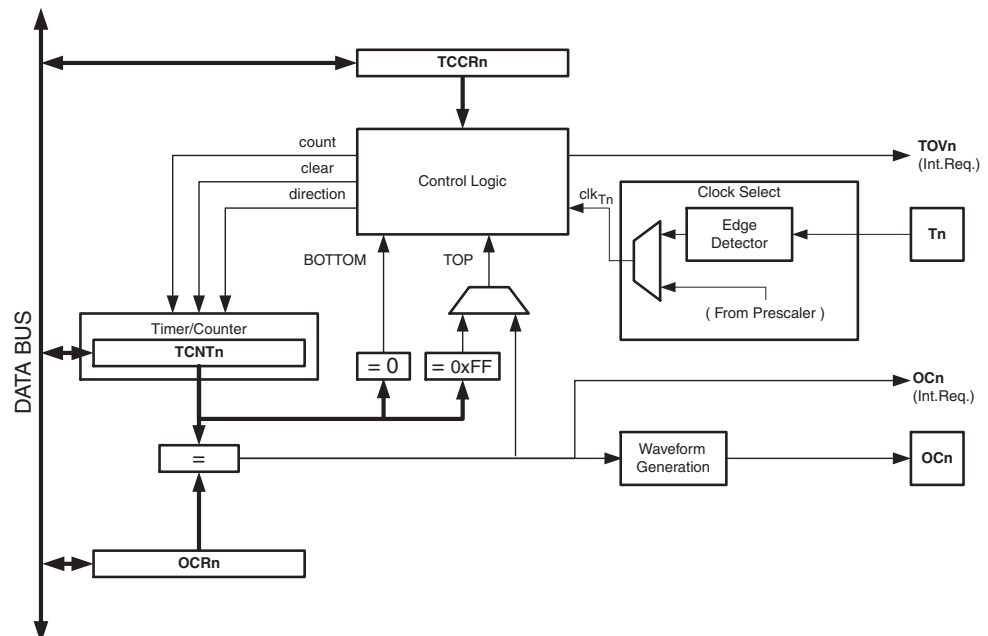 TCCRn
count
clear
direction
Control Logic
TOVn
(Int.Req.)
clkTn
Clock Select
Edge
Detector
Tn
( From Prescaler )
BOTTOM
TOP
Timer/Counter
TCNTn
= 0
= 0xFF
OCn
(Int.Req.)
=
Waveform
Generation
OCn
OCRn
DATA BUS